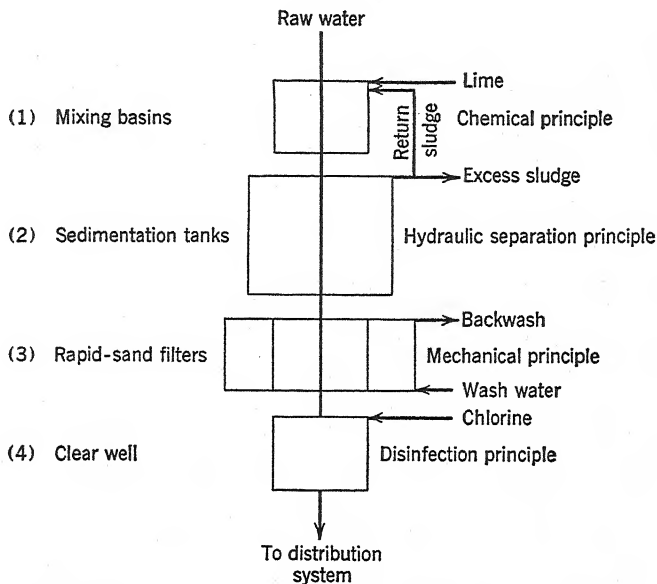 Raw water
Lime
(1) Mixing basins
Return
sludge
Chemical principle
Excess sludge
(2) Sedimentation tanks
Hydraulic separation principle
Backwash
(3) Rapid-sand filters
Mechanical principle
Wash water
Chlorine
(4) Clear well
Disinfection principle
To distribution
system